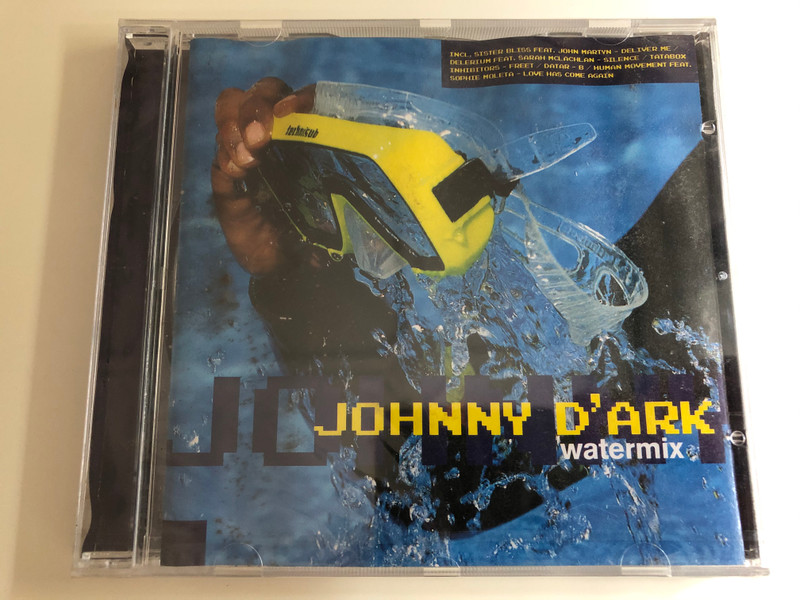 INCL. SISTER BLISS FEAT. JOHN MARTYN - DELIVER ME /
DELERIUM FEAT. SARAH MCLACHLAN - SILENCE / TATABOX
INHIBITORS - FREET / DATAR - B / HUMAN MOVEMENT FEAT.
SOPHIE MOLETA - LOVE HAS COME AGAIN
technisub
JOHNNY D'ARK
watermix